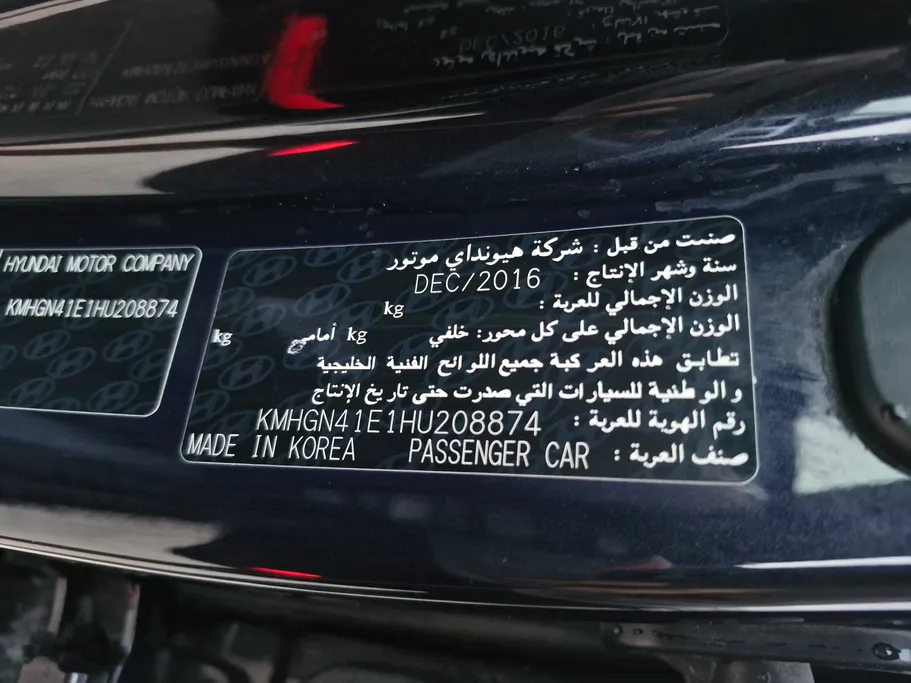 HYUNDAI MOTOR COMPANY
KMHGN41E1HU208874
صنعت من قبل : شركة هيونداي موتور
سنة وشهر الإنتاج : DEC/2016
الوزن الإجمالي للعربة : kg
الوزن الإجمالي على كل محور: خلفي kg أمامي kg
تطابق هذه العركبة جميع اللوائح الفنية الخليجية
والوطنية للسيارات التي صدرت حتى تاريخ الإنتاج
رقم الهوية للعربة : KMHGN41E1HU208874
صنف العربة : PASSENGER CAR MADE IN KOREA